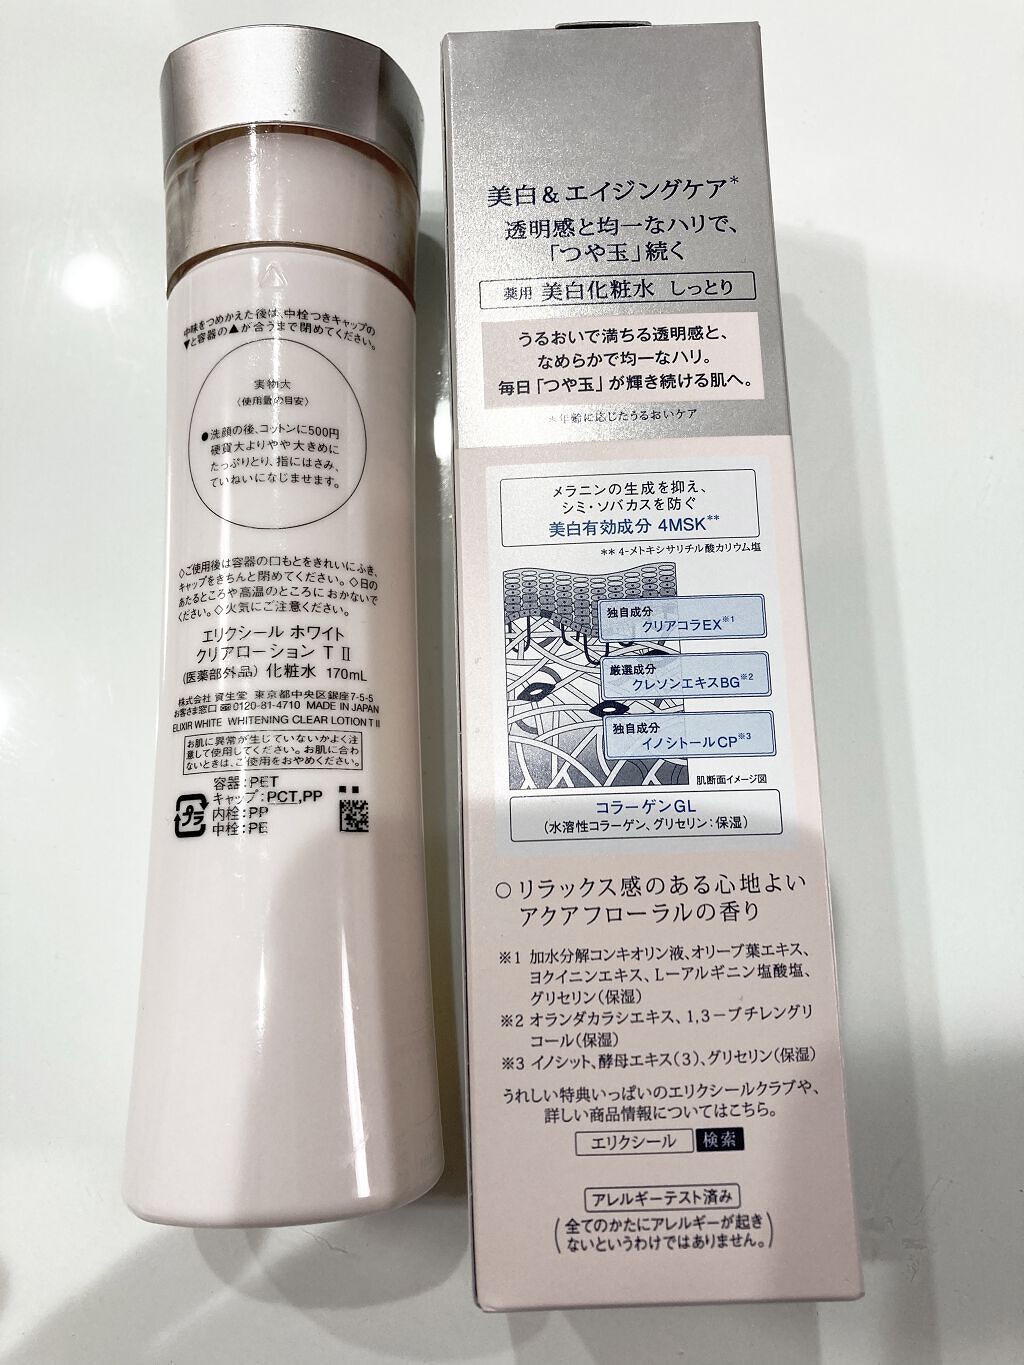 中味をつめかえた後は、中栓つきキャップの
▼と容器の▲が合うまで閉めてください。
実物大
〈使用量の目安〉
●洗顔の後、コットンに500円
硬貨大よりやや大きめに
たっぷりとり、指にはさみ、
ていねいになじませます。
◇ご使用後は容器の口もとをきれいにふき、
キャップをきちんと閉めてください。◇日の
あたるところや高温のところに おかないで
ください。◇火気にご注意ください。
エリクシール ホワイト
クリアローション T II
(医薬部外品) 化粧水 170mL
株式会社 資生堂 東京都中央区銀座7-5-5
お客さま窓口 0120-81-4710 MADE IN JAPAN
ELIXIR WHITE WHITENING CLEAR LOTION T II
お肌に異常が生じていないかよく注
意して使用してください。お肌に合わ
ないときは、ご使用をおやめください。
プラ
容器:PET
キャップ:PCT,PP
内栓:PP
中栓:PE
美白&エイジングケア*
透明感と均一なハリで、
「つや玉」続く
薬用 美白化粧水 しっとり
うるおいで満ちる透明感と、
なめらかで均一なハリ。
毎日「つや玉」が輝き続ける肌へ。
*年齢に応じたうるおいケア
メラニンの生成を抑え、
シミ・ソバカスを防ぐ
美白有効成分 4MSK**
** 4-メトキシサリチル酸カリウム塩
独自成分
クリアコラEX※1
厳選成分
クレソンエキスBG※2
独自成分
イノシトールCP※3
肌断面イメージ図
コラーゲンGL
(水溶性コラーゲン、グリセリン:保湿)
○リラックス感のある心地よい
アクアフローラルの香り
※1 加水分解コンキオリン液、オリーブ葉エキス、
ヨクイニンエキス、L-アルギニン塩酸塩、
グリセリン(保湿)
※2 オランダカラシエキス、1,3-ブチレングリ
コール(保湿)
※3 イノシット、酵母エキス(3)、グリセリン(保湿)
うれしい特典いっぱいのエリクシールクラブや、
詳しい商品情報についてはこちら。
エリクシール 検索
アレルギーテスト済み
(全てのかたにアレルギーが起き
ないというわけではありません。)